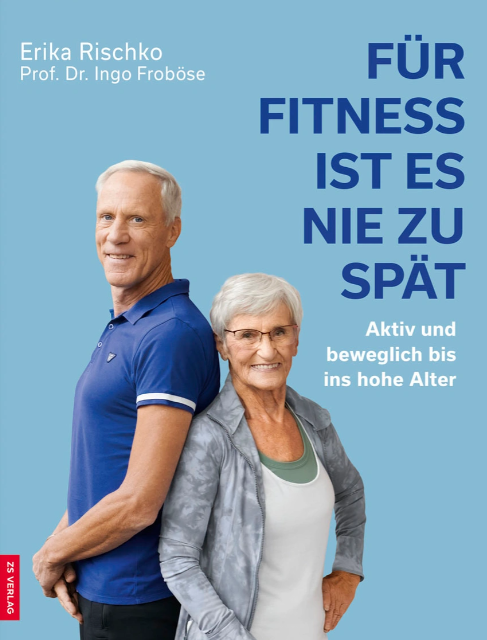 Erika Rischko
Prof. Dr. Ingo Froböse
FÜR
FITNESS
IST ES
NIE ZU
SPÄT
Aktiv und
beweglich bis
ins hohe Alter
ZS VERLAG